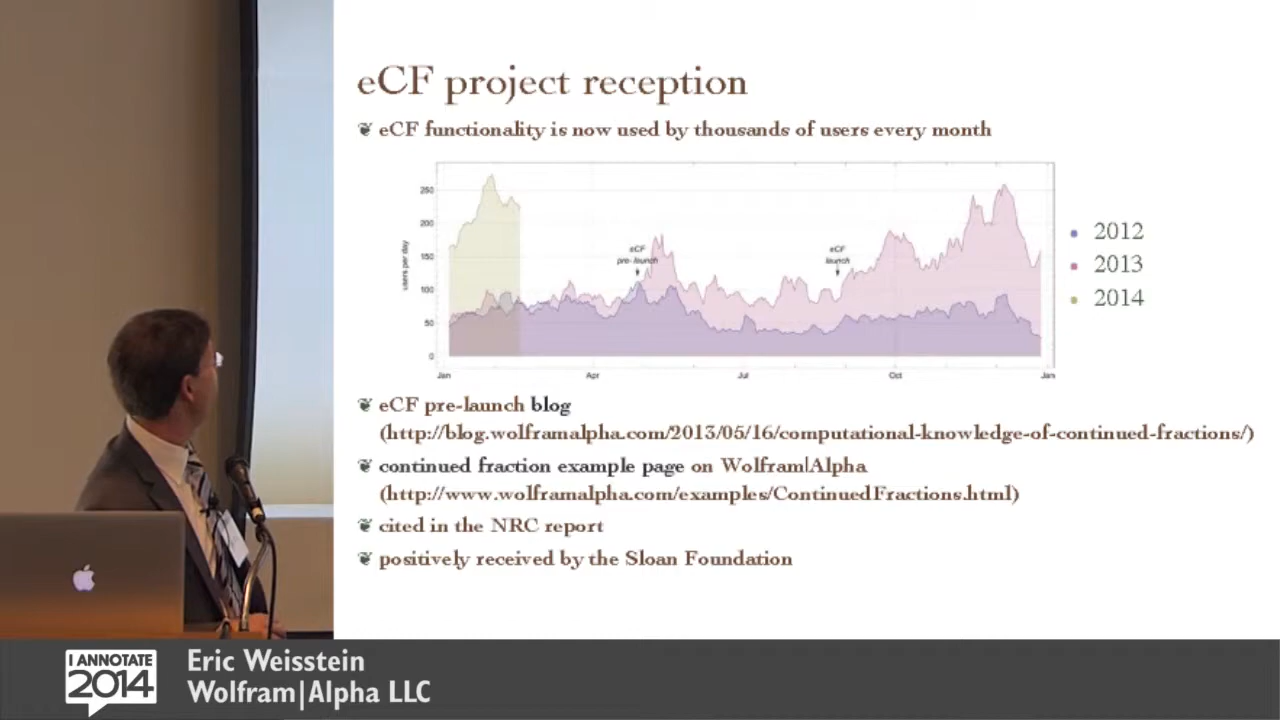 eCF project reception
❦ eCF functionality is now used by thousands of users every month
250
200
150
100
50
0
users per day
eCF
pre-launch
eCF
launch
Jan
Apr
Jul
Oct
Jan
2012
2013
2014
❦ eCF pre-launch blog
(http://blog.wolframalpha.com/2013/05/16/computational-knowledge-of-continued-fractions/)
❦ continued fraction example page on Wolfram|Alpha
(http://www.wolframalpha.com/examples/ContinuedFractions.html)
❦ cited in the NRC report
❦ positively received by the Sloan Foundation
I ANNOTATE
2014
Eric Weisstein
Wolfram|Alpha LLC